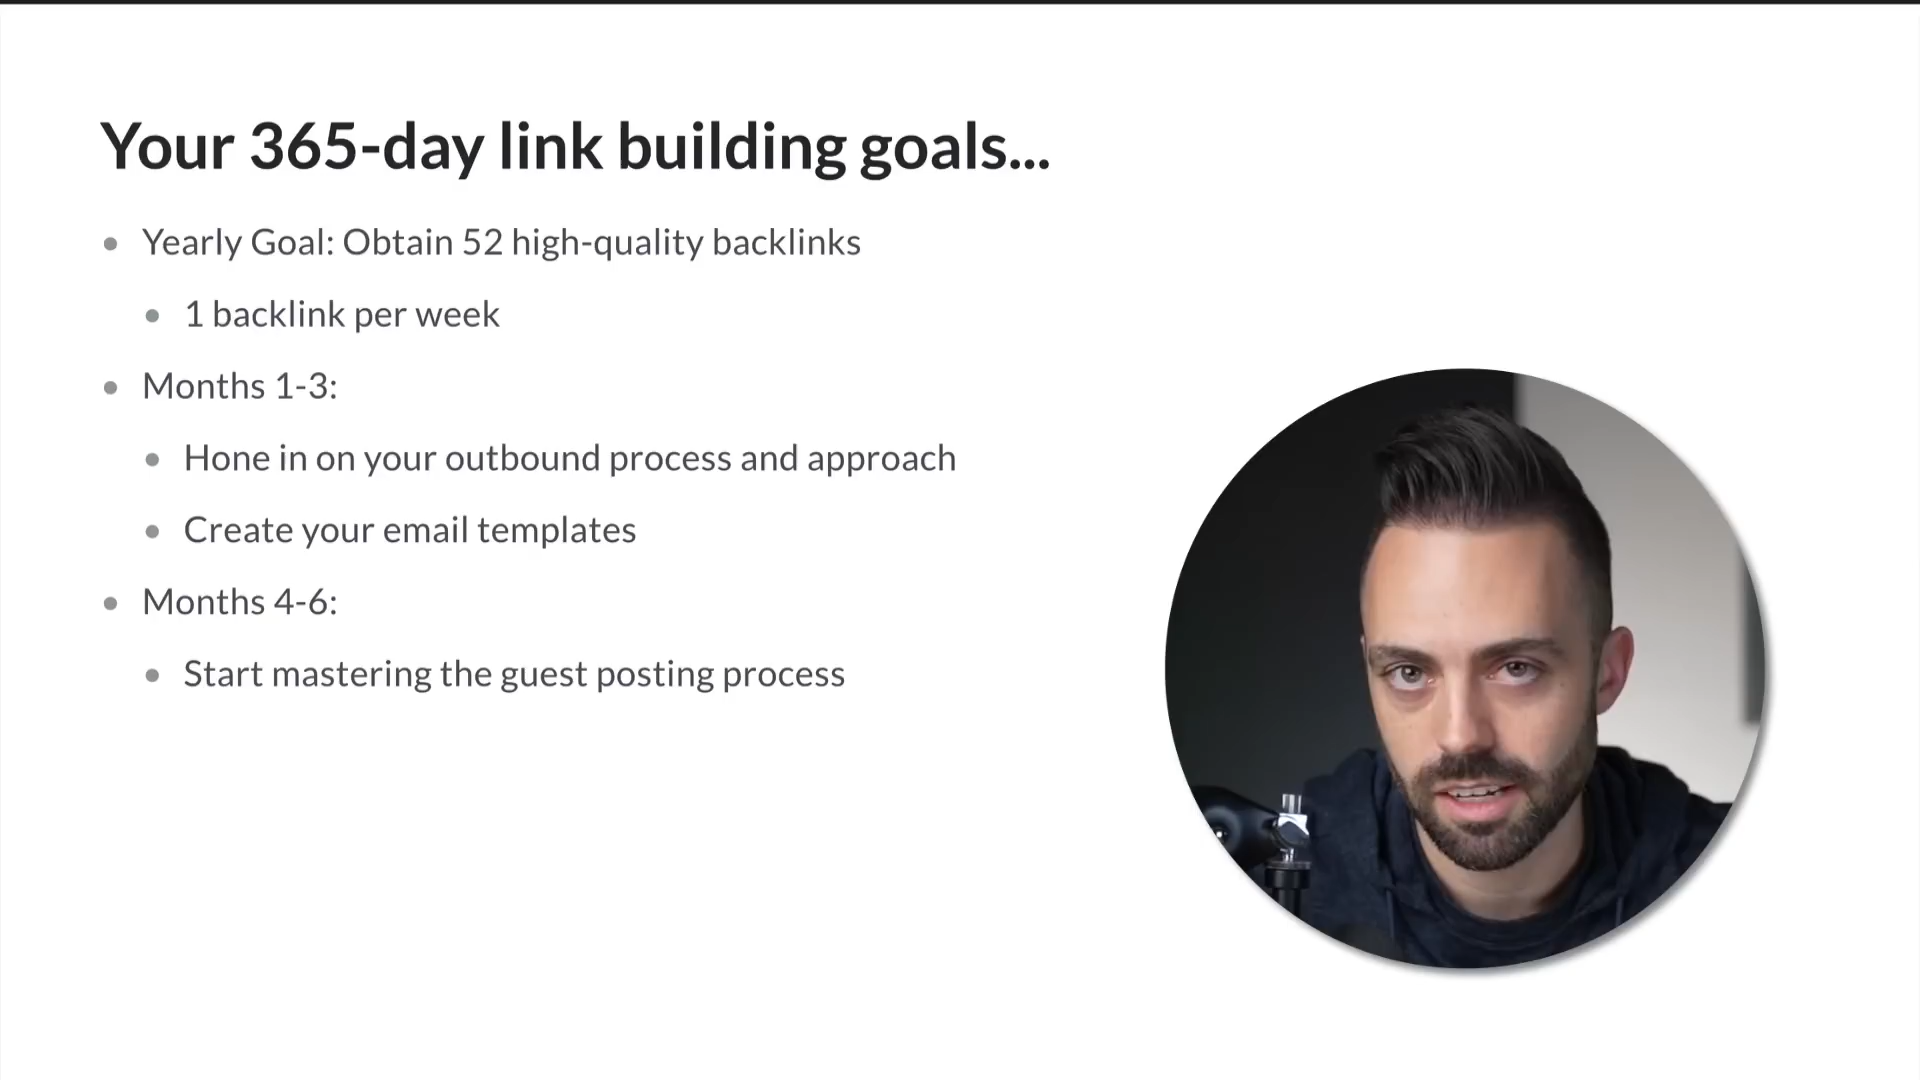 Your 365-day link building goals...
Yearly Goal: Obtain 52 high-quality backlinks
1 backlink per week
Months 1-3:
Hone in on your outbound process and approach
Create your email templates
Months 4-6:
Start mastering the guest posting process